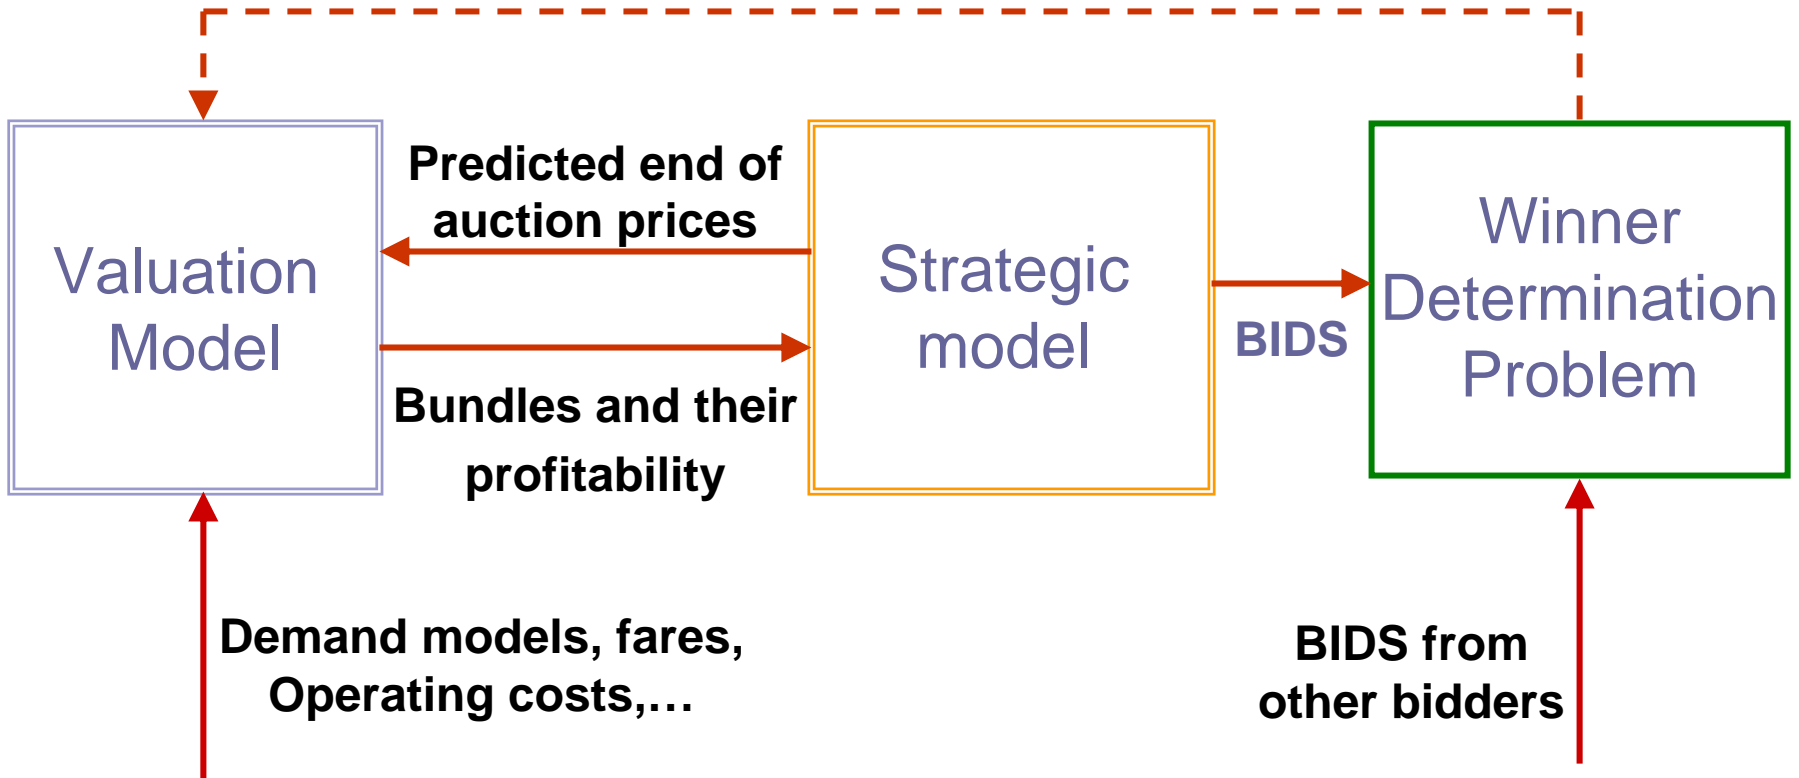 Valuation
Model
Predicted end of
auction prices
Bundles and their
profitability
Strategic
model
BIDS
Winner
Determination
Problem
Demand models, fares,
Operating costs,…
BIDS from
other bidders